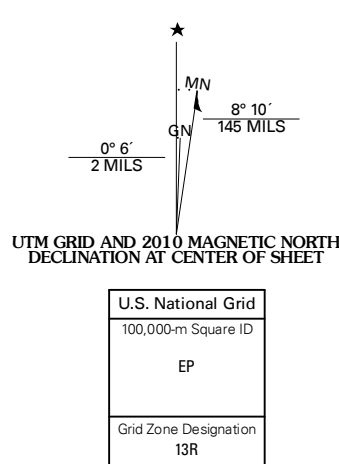 MN
8° 10´
145 MILS
GN
0° 6´
2 MILS
UTM GRID AND 2010 MAGNETIC NORTH
DECLINATION AT CENTER OF SHEET
U.S. National Grid
100,000-m Square ID
EP
Grid Zone Designation
13R